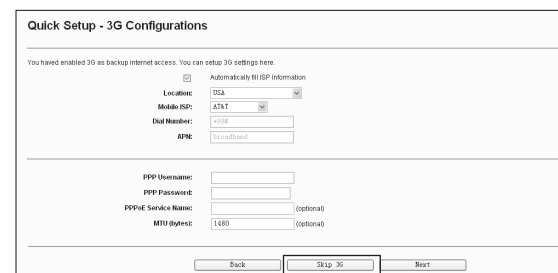 Quick Setup - 3G Configurations
You haved enabled 3G as backup internet access. You can setup 3G settings here.
Automatically fill ISP Information
Location: USA
Mobile ISP: AT&T
Dial Number: *99#
APN: broadband
PPP Username:
PPP Password:
PPPoE Service Name: (optional)
MTU (bytes): 1480 (optional)
Back Skip 3G Next